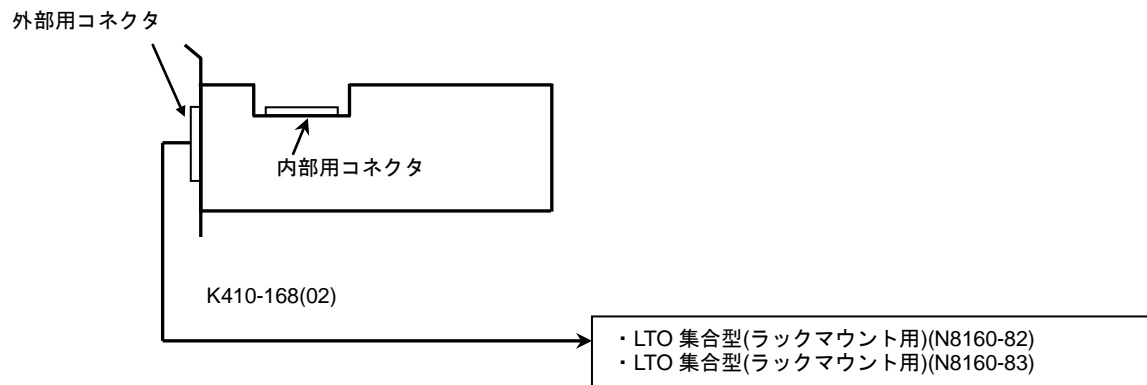 外部用コネクタ
内部用コネクタ
K410-168(02)
・LTO 集合型(ラックマウント用)(N8160-82)
・LTO 集合型(ラックマウント用)(N8160-83)